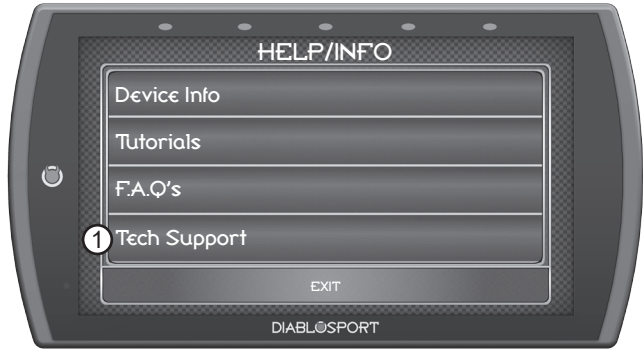 HELP/INFO
Device Info
Tutorials
F.A.Q's
1 Tech Support
EXIT
DIABLOSPORT